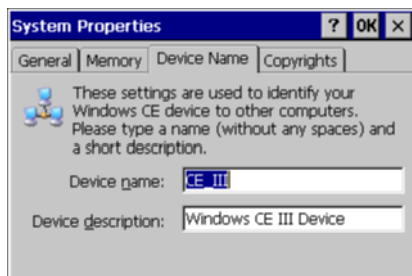 System Properties ? OK ×
General Memory Device Name Copyrights
These settings are used to identify your
Windows CE device to other computers.
Please type a name (without any spaces) and
a short description.
Device name: CE_III
Device description: Windows CE III Device